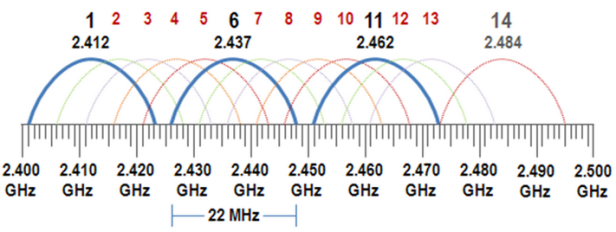 1 2 3 4 5 6 7 8 9 10 11 12 13 14
2.412 2.437 2.462 2.484
2.400 2.410 2.420 2.430 2.440 2.450 2.460 2.470 2.480 2.490 2.500
GHz GHz GHz GHz GHz GHz GHz GHz GHz GHz GHz
22 MHz